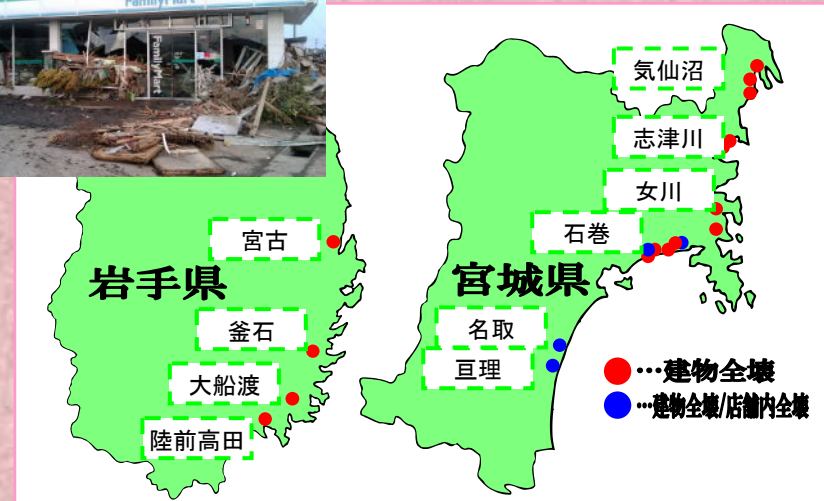 FamilyMart
FamilyMart
気仙沼
志津川
女川
石巻
宮古
岩手県
宮城県
釜石
名取
亘理
大船渡
陸前高田
…建物全壊
…建物全壊/店舗内全壊